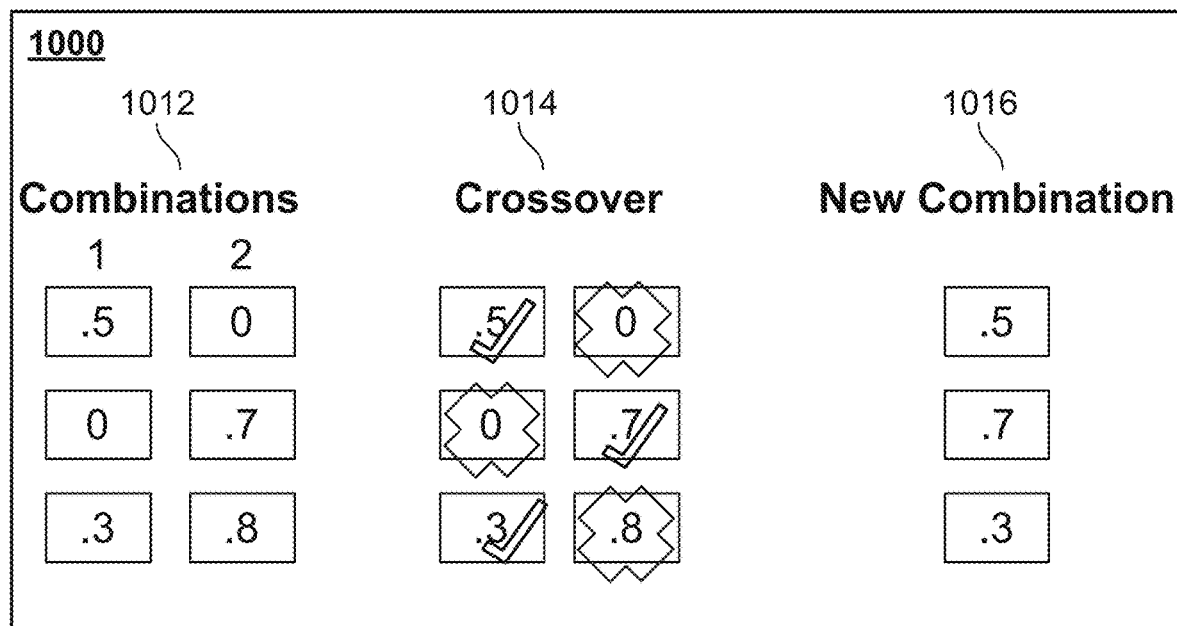 1000
1012 1014 1016
Combinations Crossover New Combination
1 2
.5 0 .5 0 .5
0 .7 0 .7 .7
.3 .8 .3 .8 .3